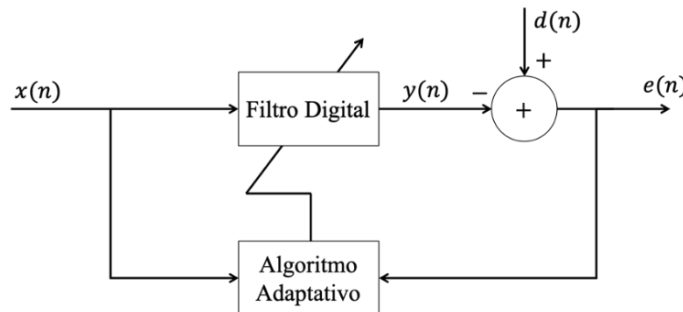 d(n)
+
x(n)
Filtro Digital
y(n)
−
+
e(n)
Algoritmo
Adaptativo